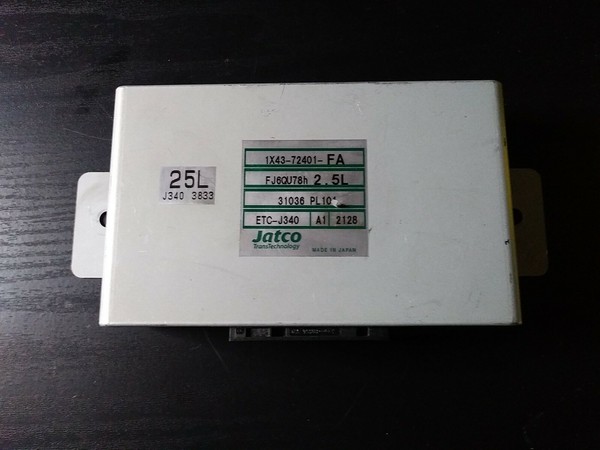 25L
J340 3833
1X43-72401-FA
FJ6QU78h 2.5L
31036 PL10
ETC-J340 A1 2128
Jatco
TransTechnology
MADE IN JAPAN